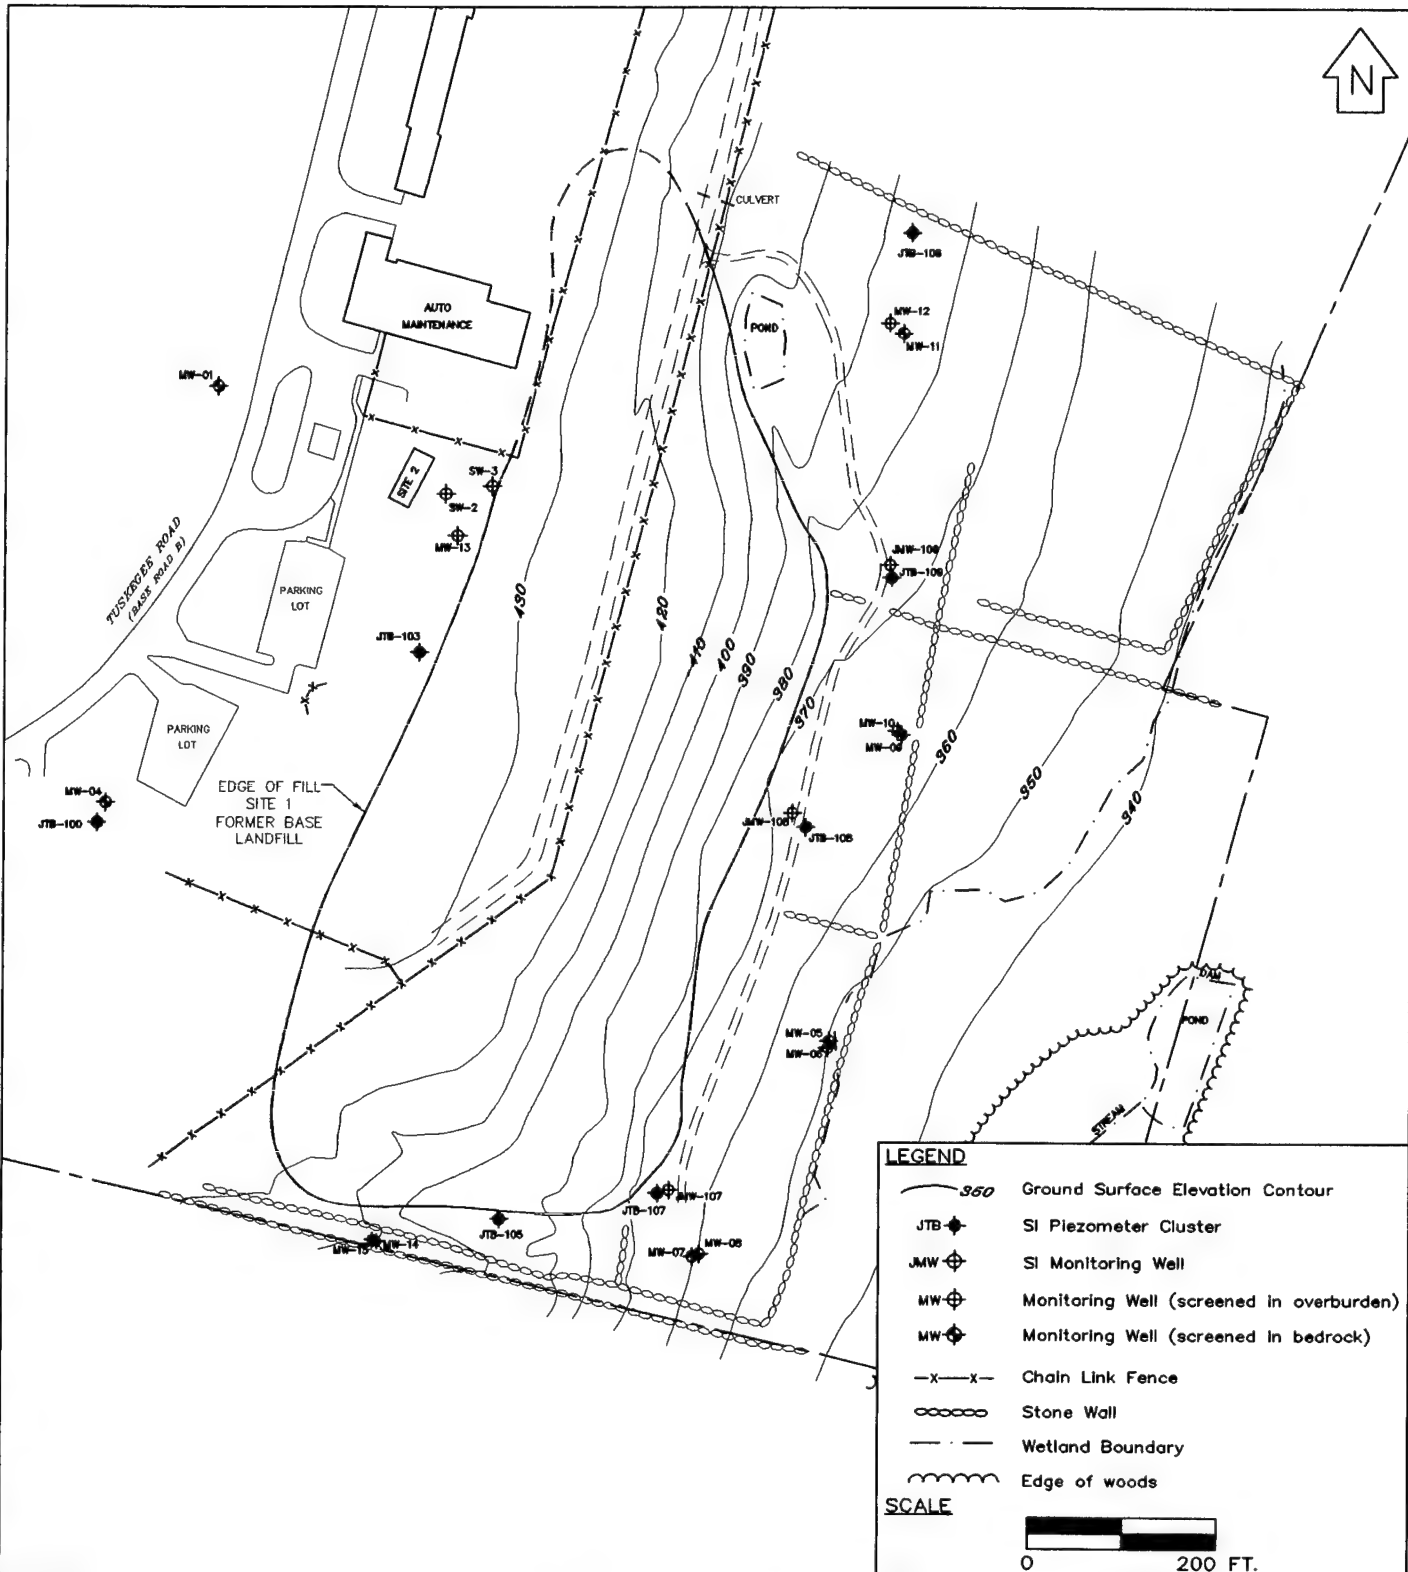 N
CULVERT
JTB-108
AUTO
MAINTENANCE
POND
MW-12
MW-11
MW-01
SW-3
SITE 2
SW-2
MW-13
TUSKEGEE ROAD
(BASE ROAD B)
JMW-109
JTB-109
PARKING
LOT
430
420
410
400
390
380
370
360
350
340
JTB-103
PARKING
LOT
MW-10
MW-09
EDGE OF FILL
SITE 1
FORMER BASE
LANDFILL
MW-04
JTB-100
JMW-108
JTB-108
DAM
POND
MW-05
MW-06
STREAM
JMW-107
JTB-107
JTB-105
MW-15
MW-14
MW-07
MW-08
LEGEND
360 Ground Surface Elevation Contour
JTB SI Piezometer Cluster
JMW SI Monitoring Well
MW Monitoring Well (screened in overburden)
MW Monitoring Well (screened in bedrock)
x x Chain Link Fence
Stone Wall
Wetland Boundary
Edge of woods
SCALE
0 200 FT.